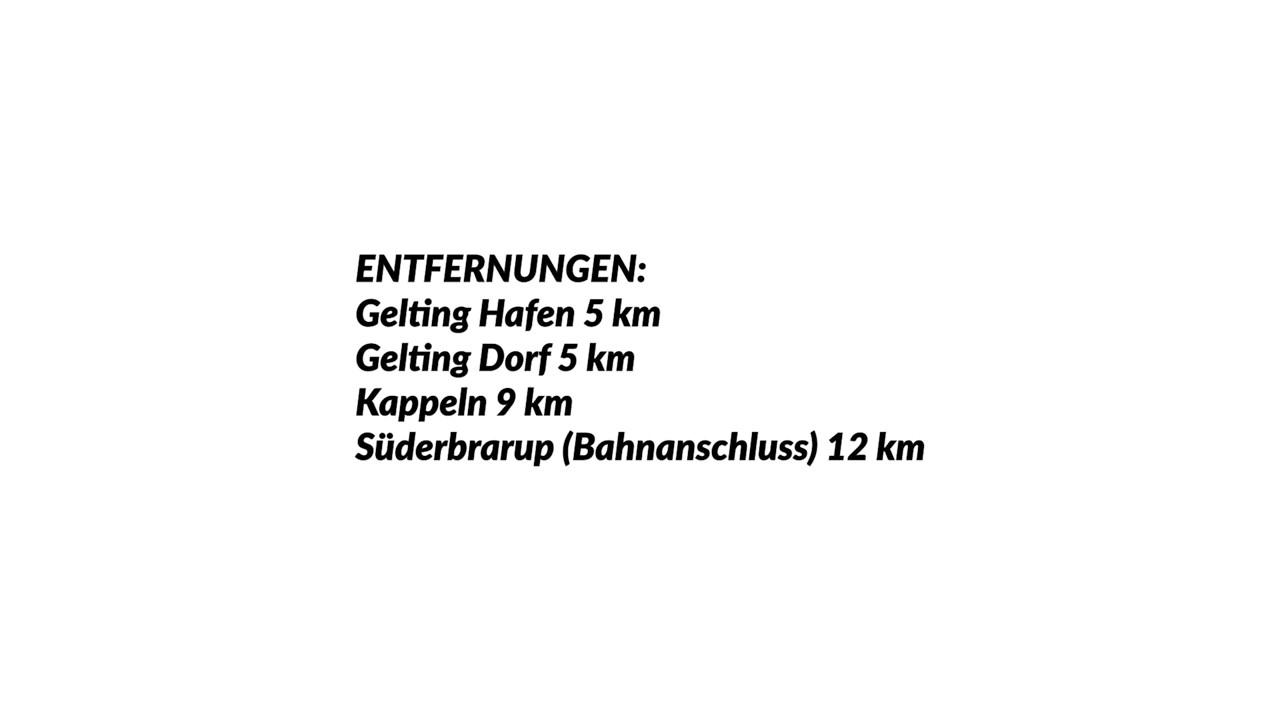 ENTFERNUNGEN:
Gelting Hafen 5 km
Gelting Dorf 5 km
Kappeln 9 km
Süderbrarup (Bahnanschluss) 12 km